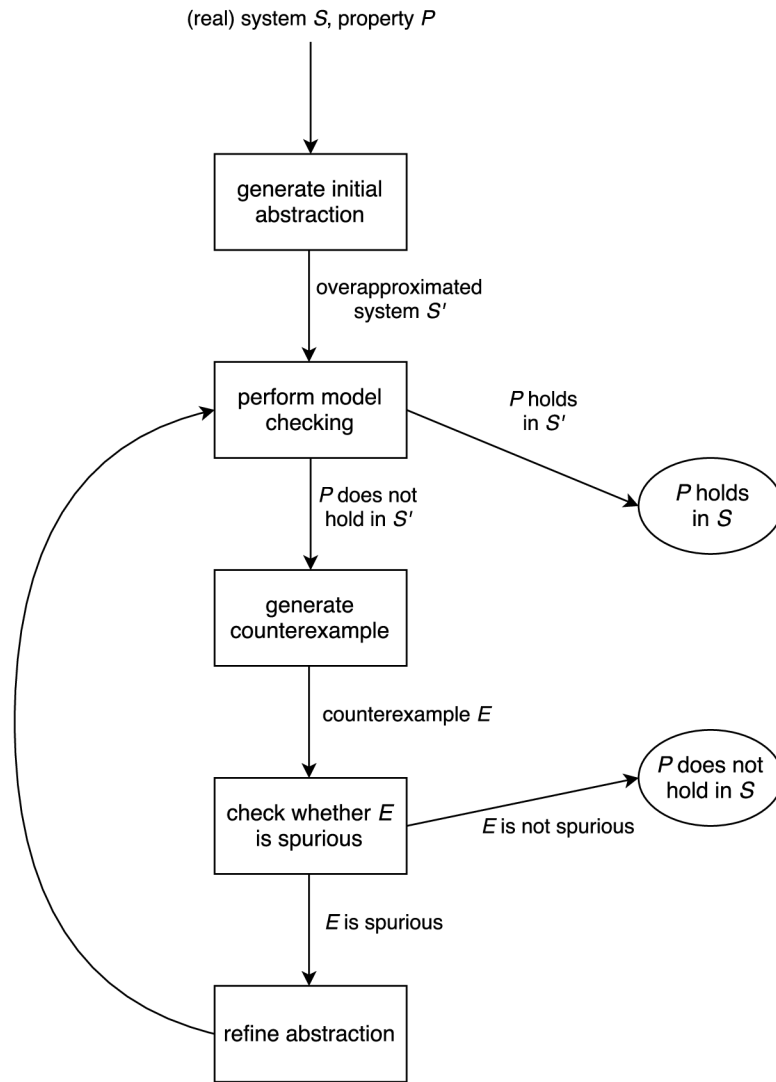 (real) system S, property P
generate initial
abstraction
overapproximated
system S'
perform model
checking
P holds
in S'
P holds
in S
P does not
hold in S'
generate
counterexample
counterexample E
check whether E
is spurious
P does not
hold in S
E is not spurious
E is spurious
refine abstraction